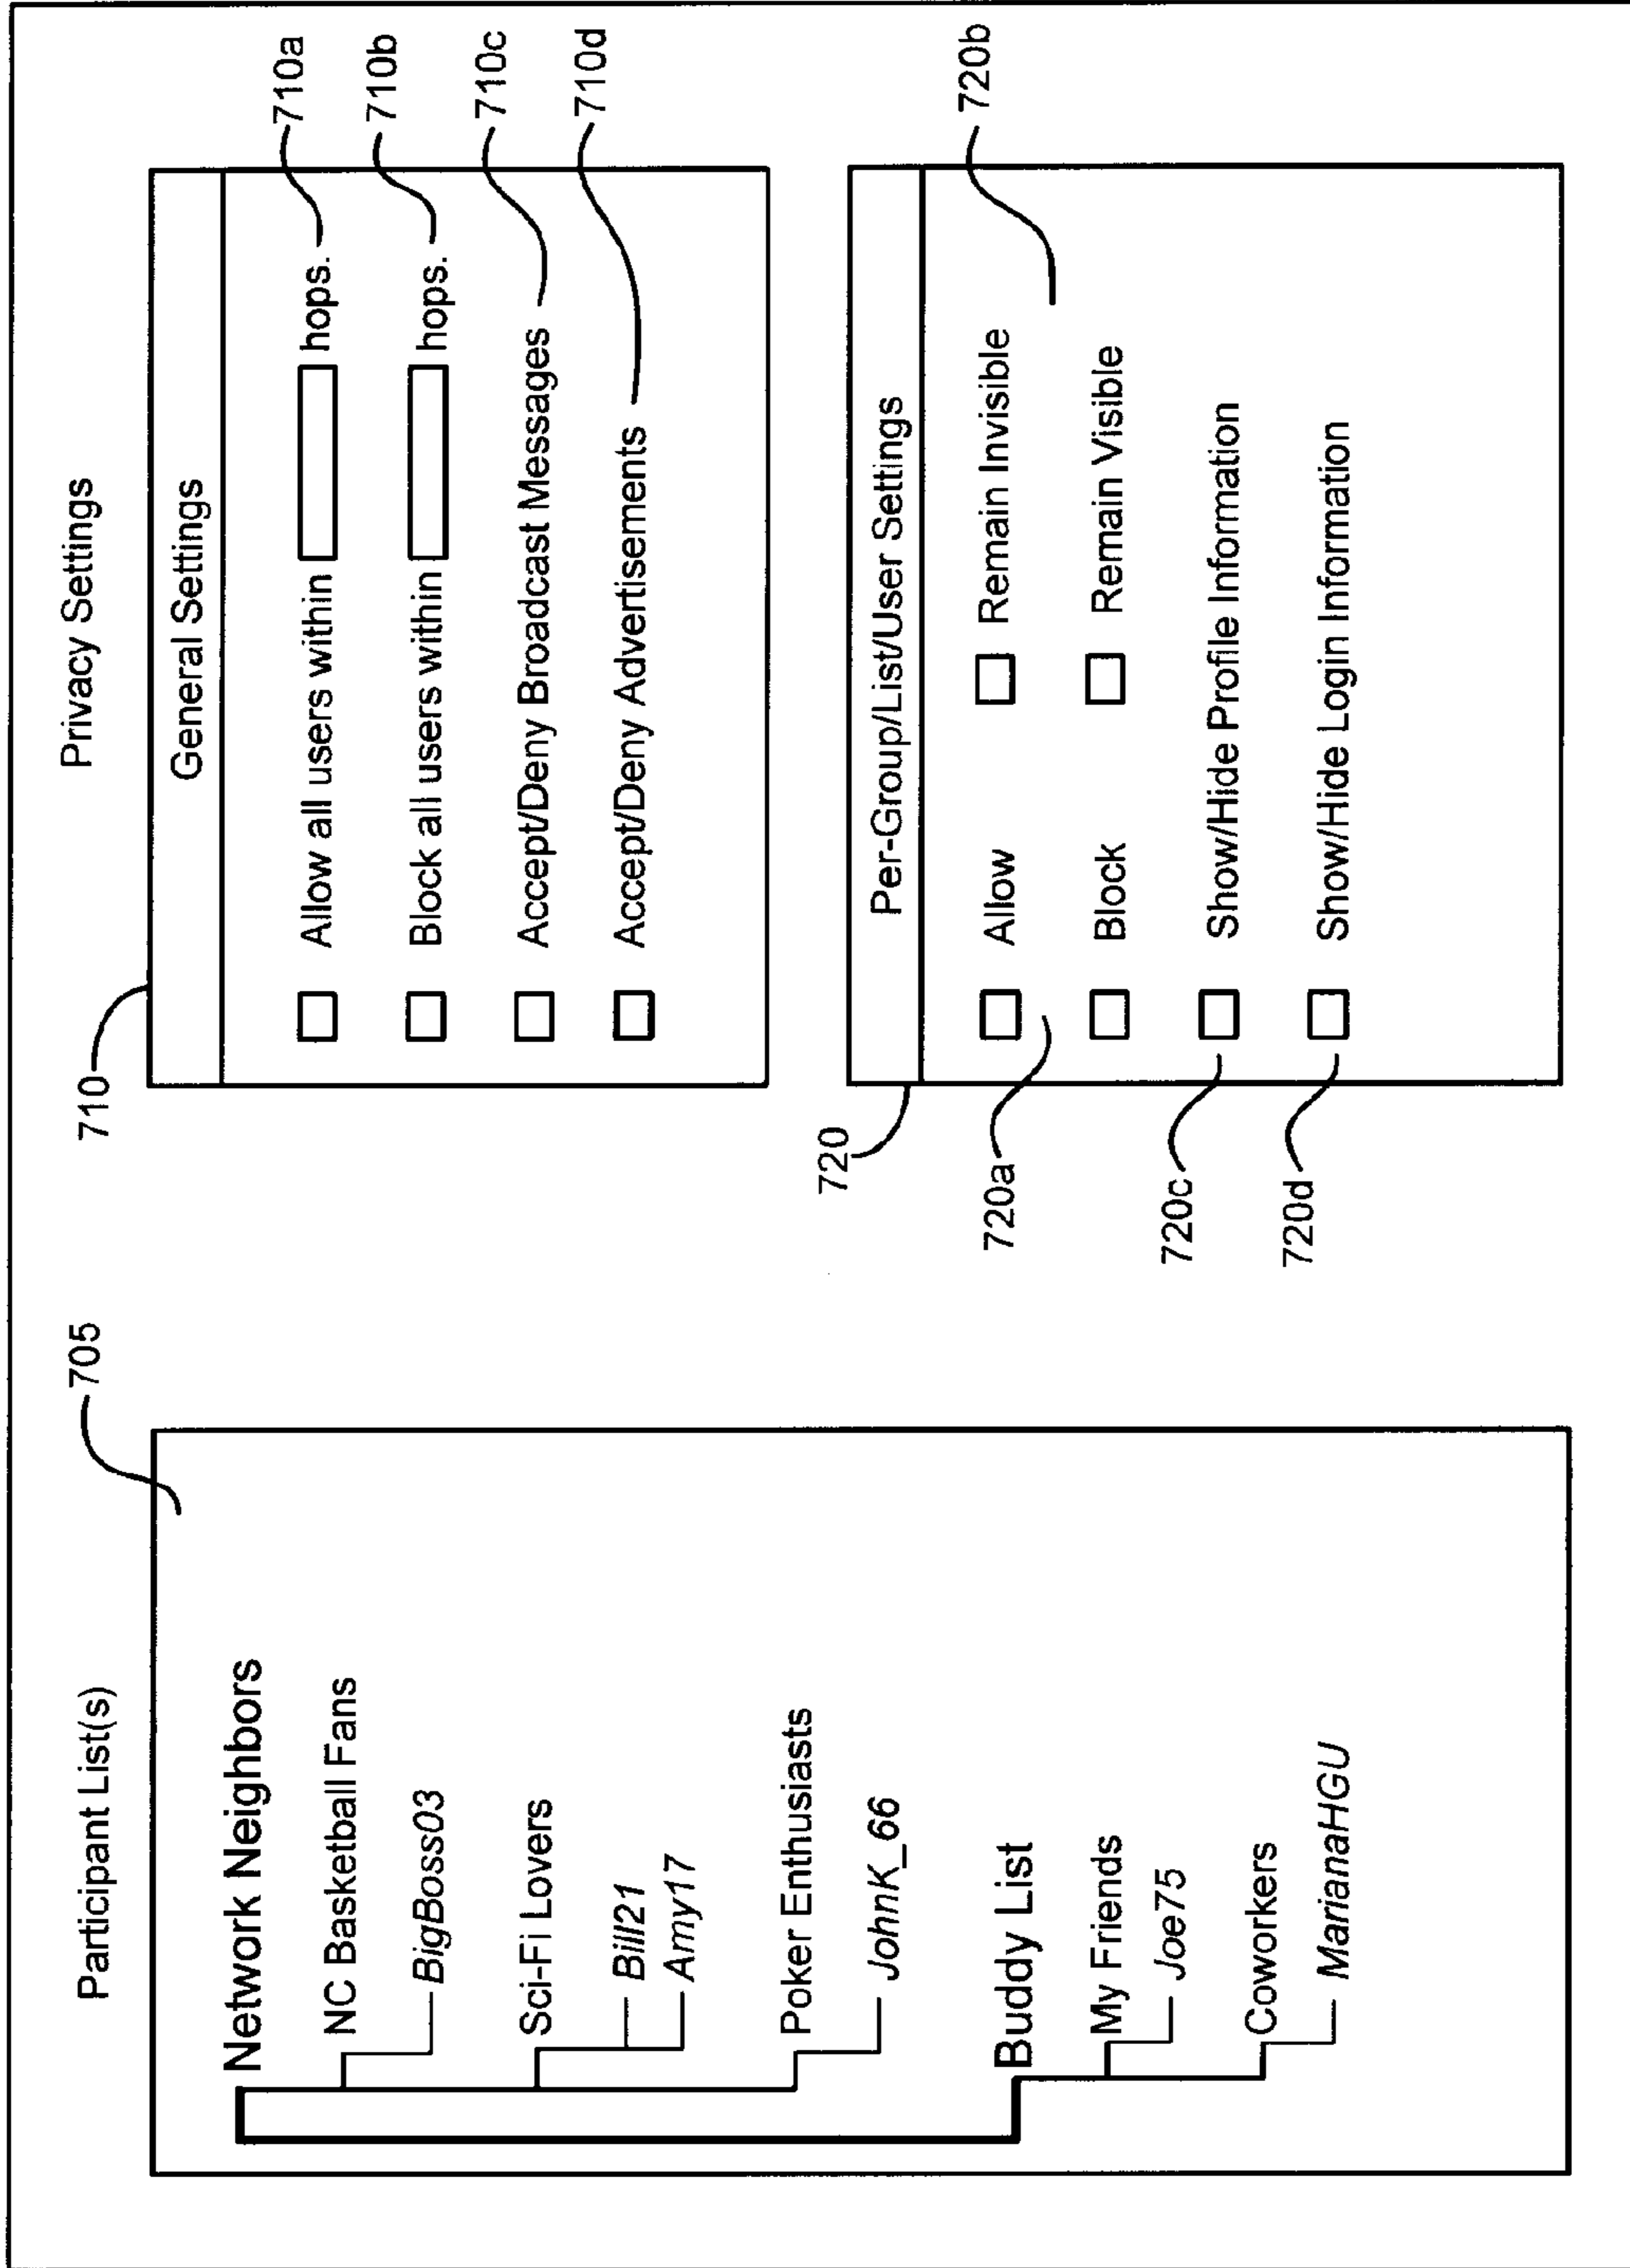 Participant List(s)
705
Network Neighbors
NC Basketball Fans
BigBoss03
Sci-Fi Lovers
Bill21
Amy17
Poker Enthusiasts
JohnK_66
Buddy List
My Friends
Joe75
Coworkers
MarianaHGU
Privacy Settings
710
General Settings
Allow all users within hops.
710a
Block all users within hops.
710b
Accept/Deny Broadcast Messages
710c
Accept/Deny Advertisements
710d
720
Per-Group/List/User Settings
720a
Allow
Remain Invisible
720b
Block
Remain Visible
720c
Show/Hide Profile Information
720d
Show/Hide Login Information